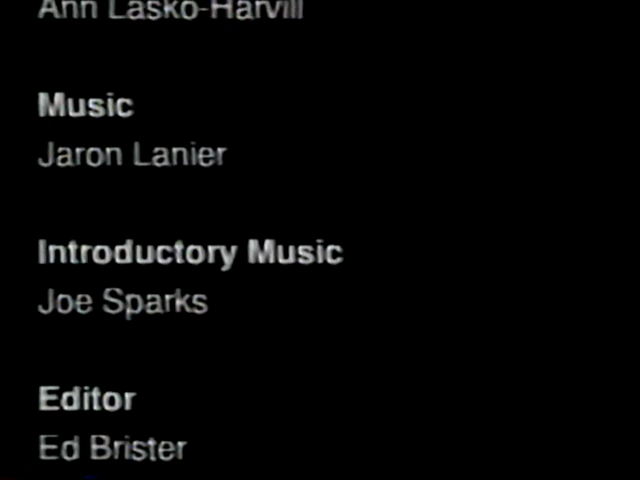 Ann Lasko-Harvill
Music
Jaron Lanier
Introductory Music
Joe Sparks
Editor
Ed Brister